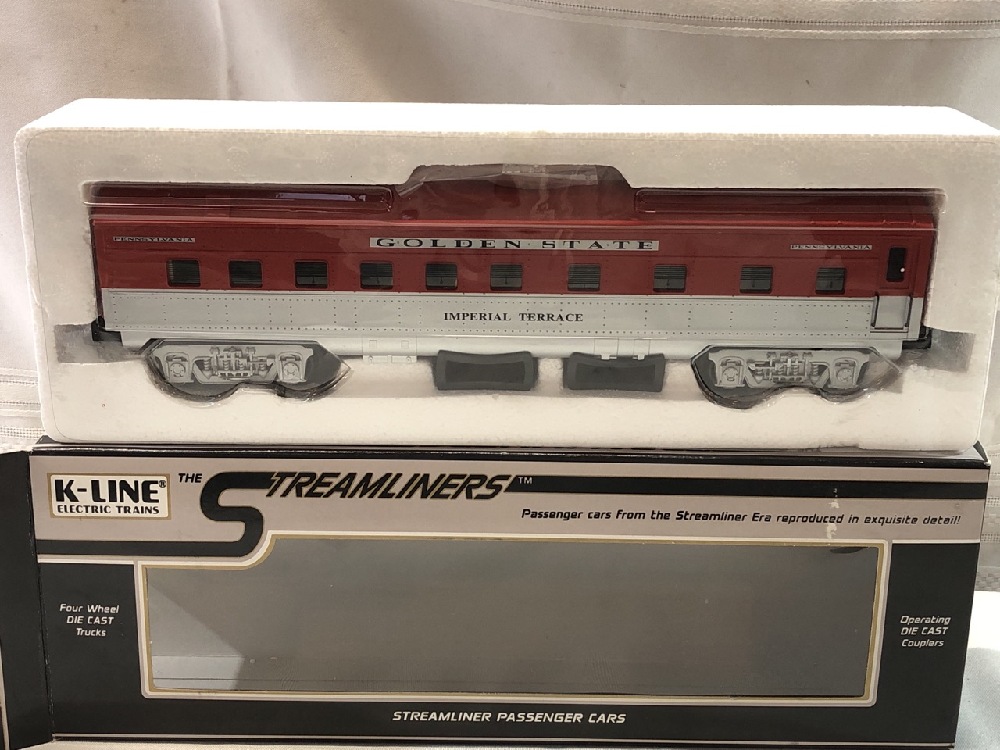 GOLDEN STATE
PENNSYLVANIA
PENNSYLVANIA
IMPERIAL TERRACE
K-LINE®
ELECTRIC TRAINS
THE STREAMLINERS™
Passenger cars from the Streamliner Era reproduced in exquisite detail!
Four Wheel
DIE CAST
Trucks
Operating
DIE CAST
Couplers
STREAMLINER PASSENGER CARS